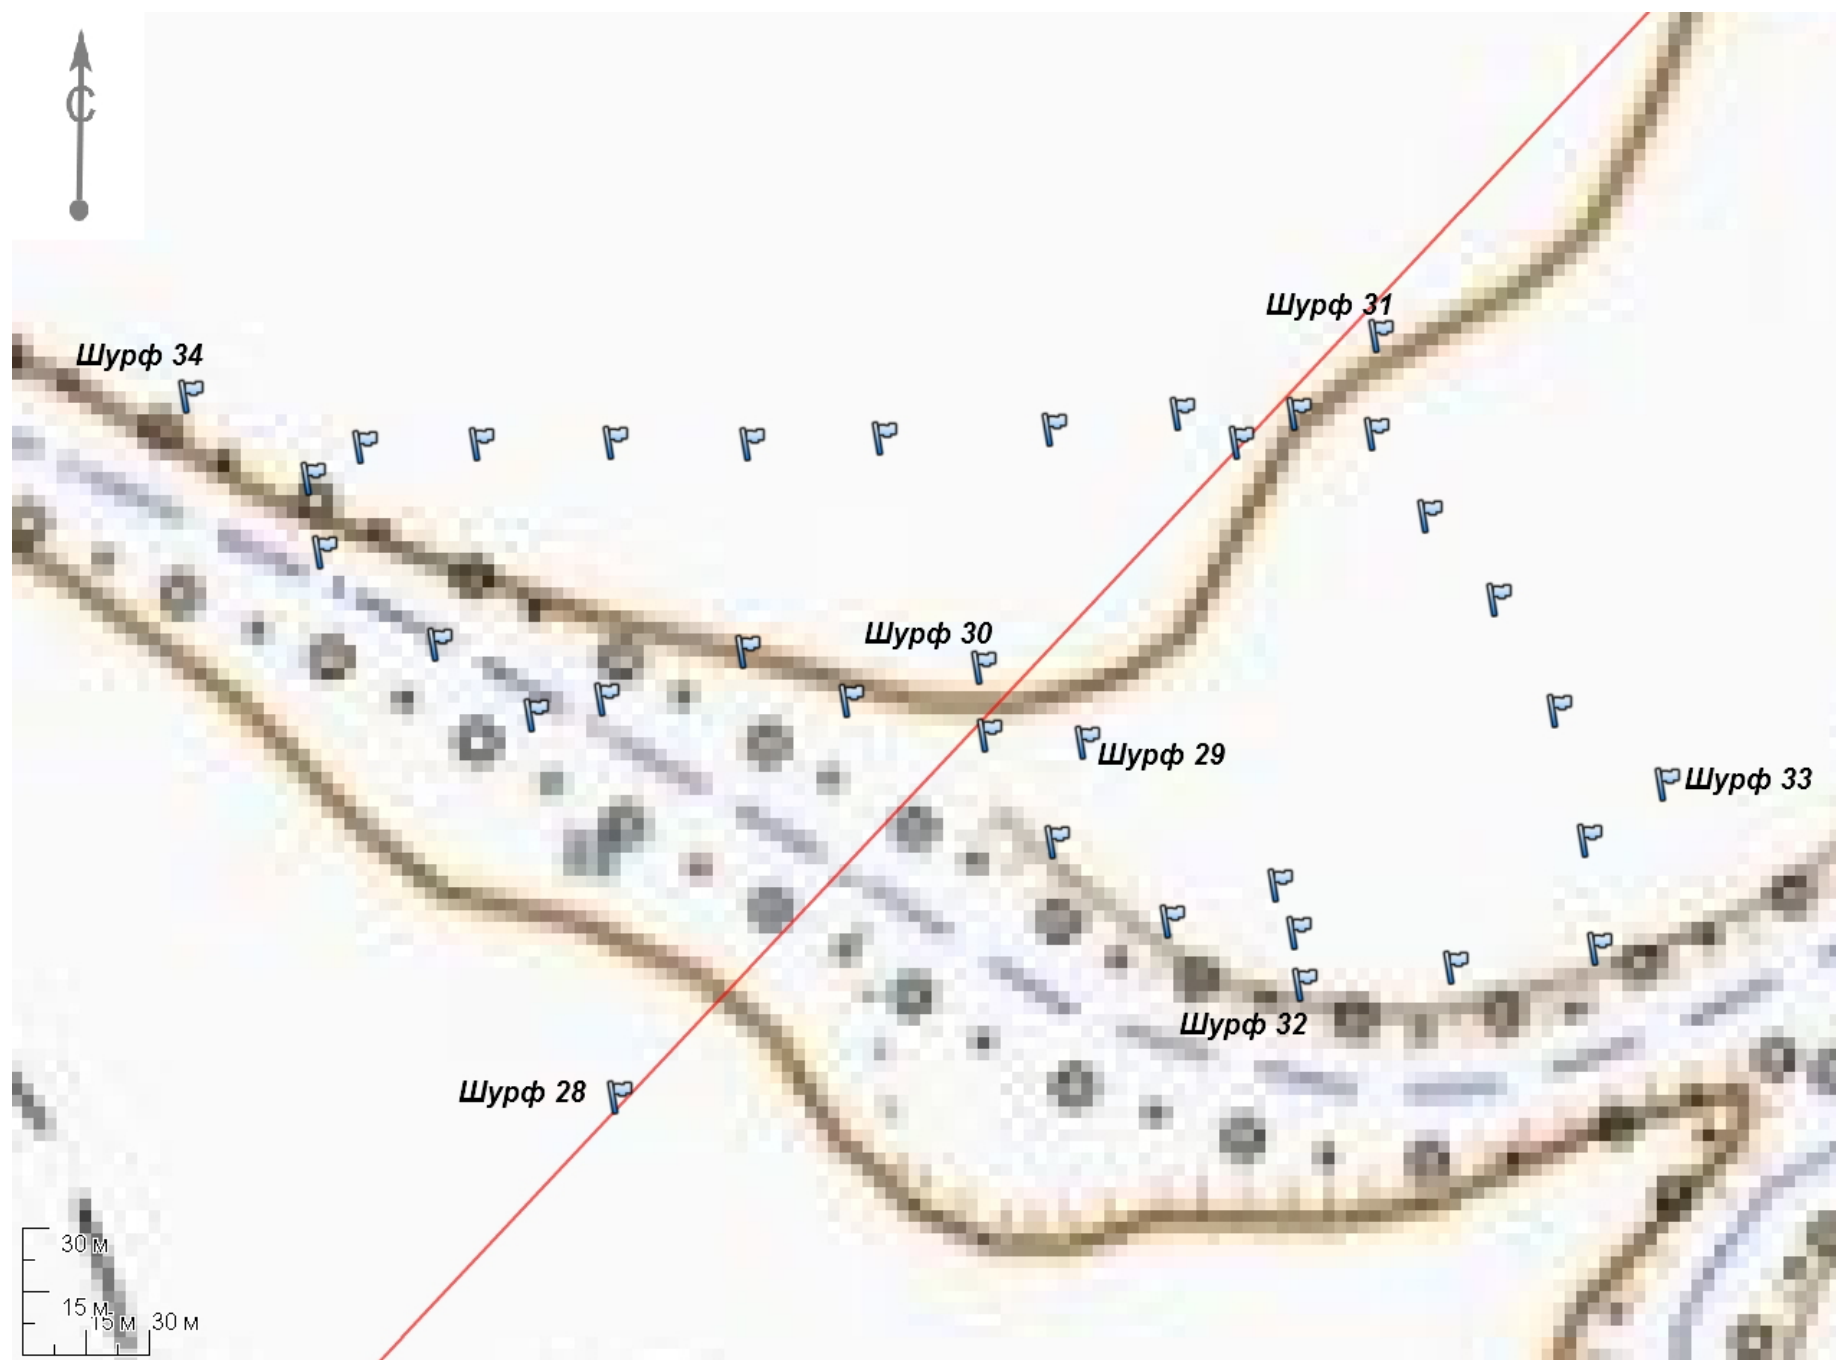 С
Шурф 31
Шурф 34
Шурф 30
Шурф 29
Шурф 33
Шурф 32
Шурф 28
30 м
15 м
15 м
30 м